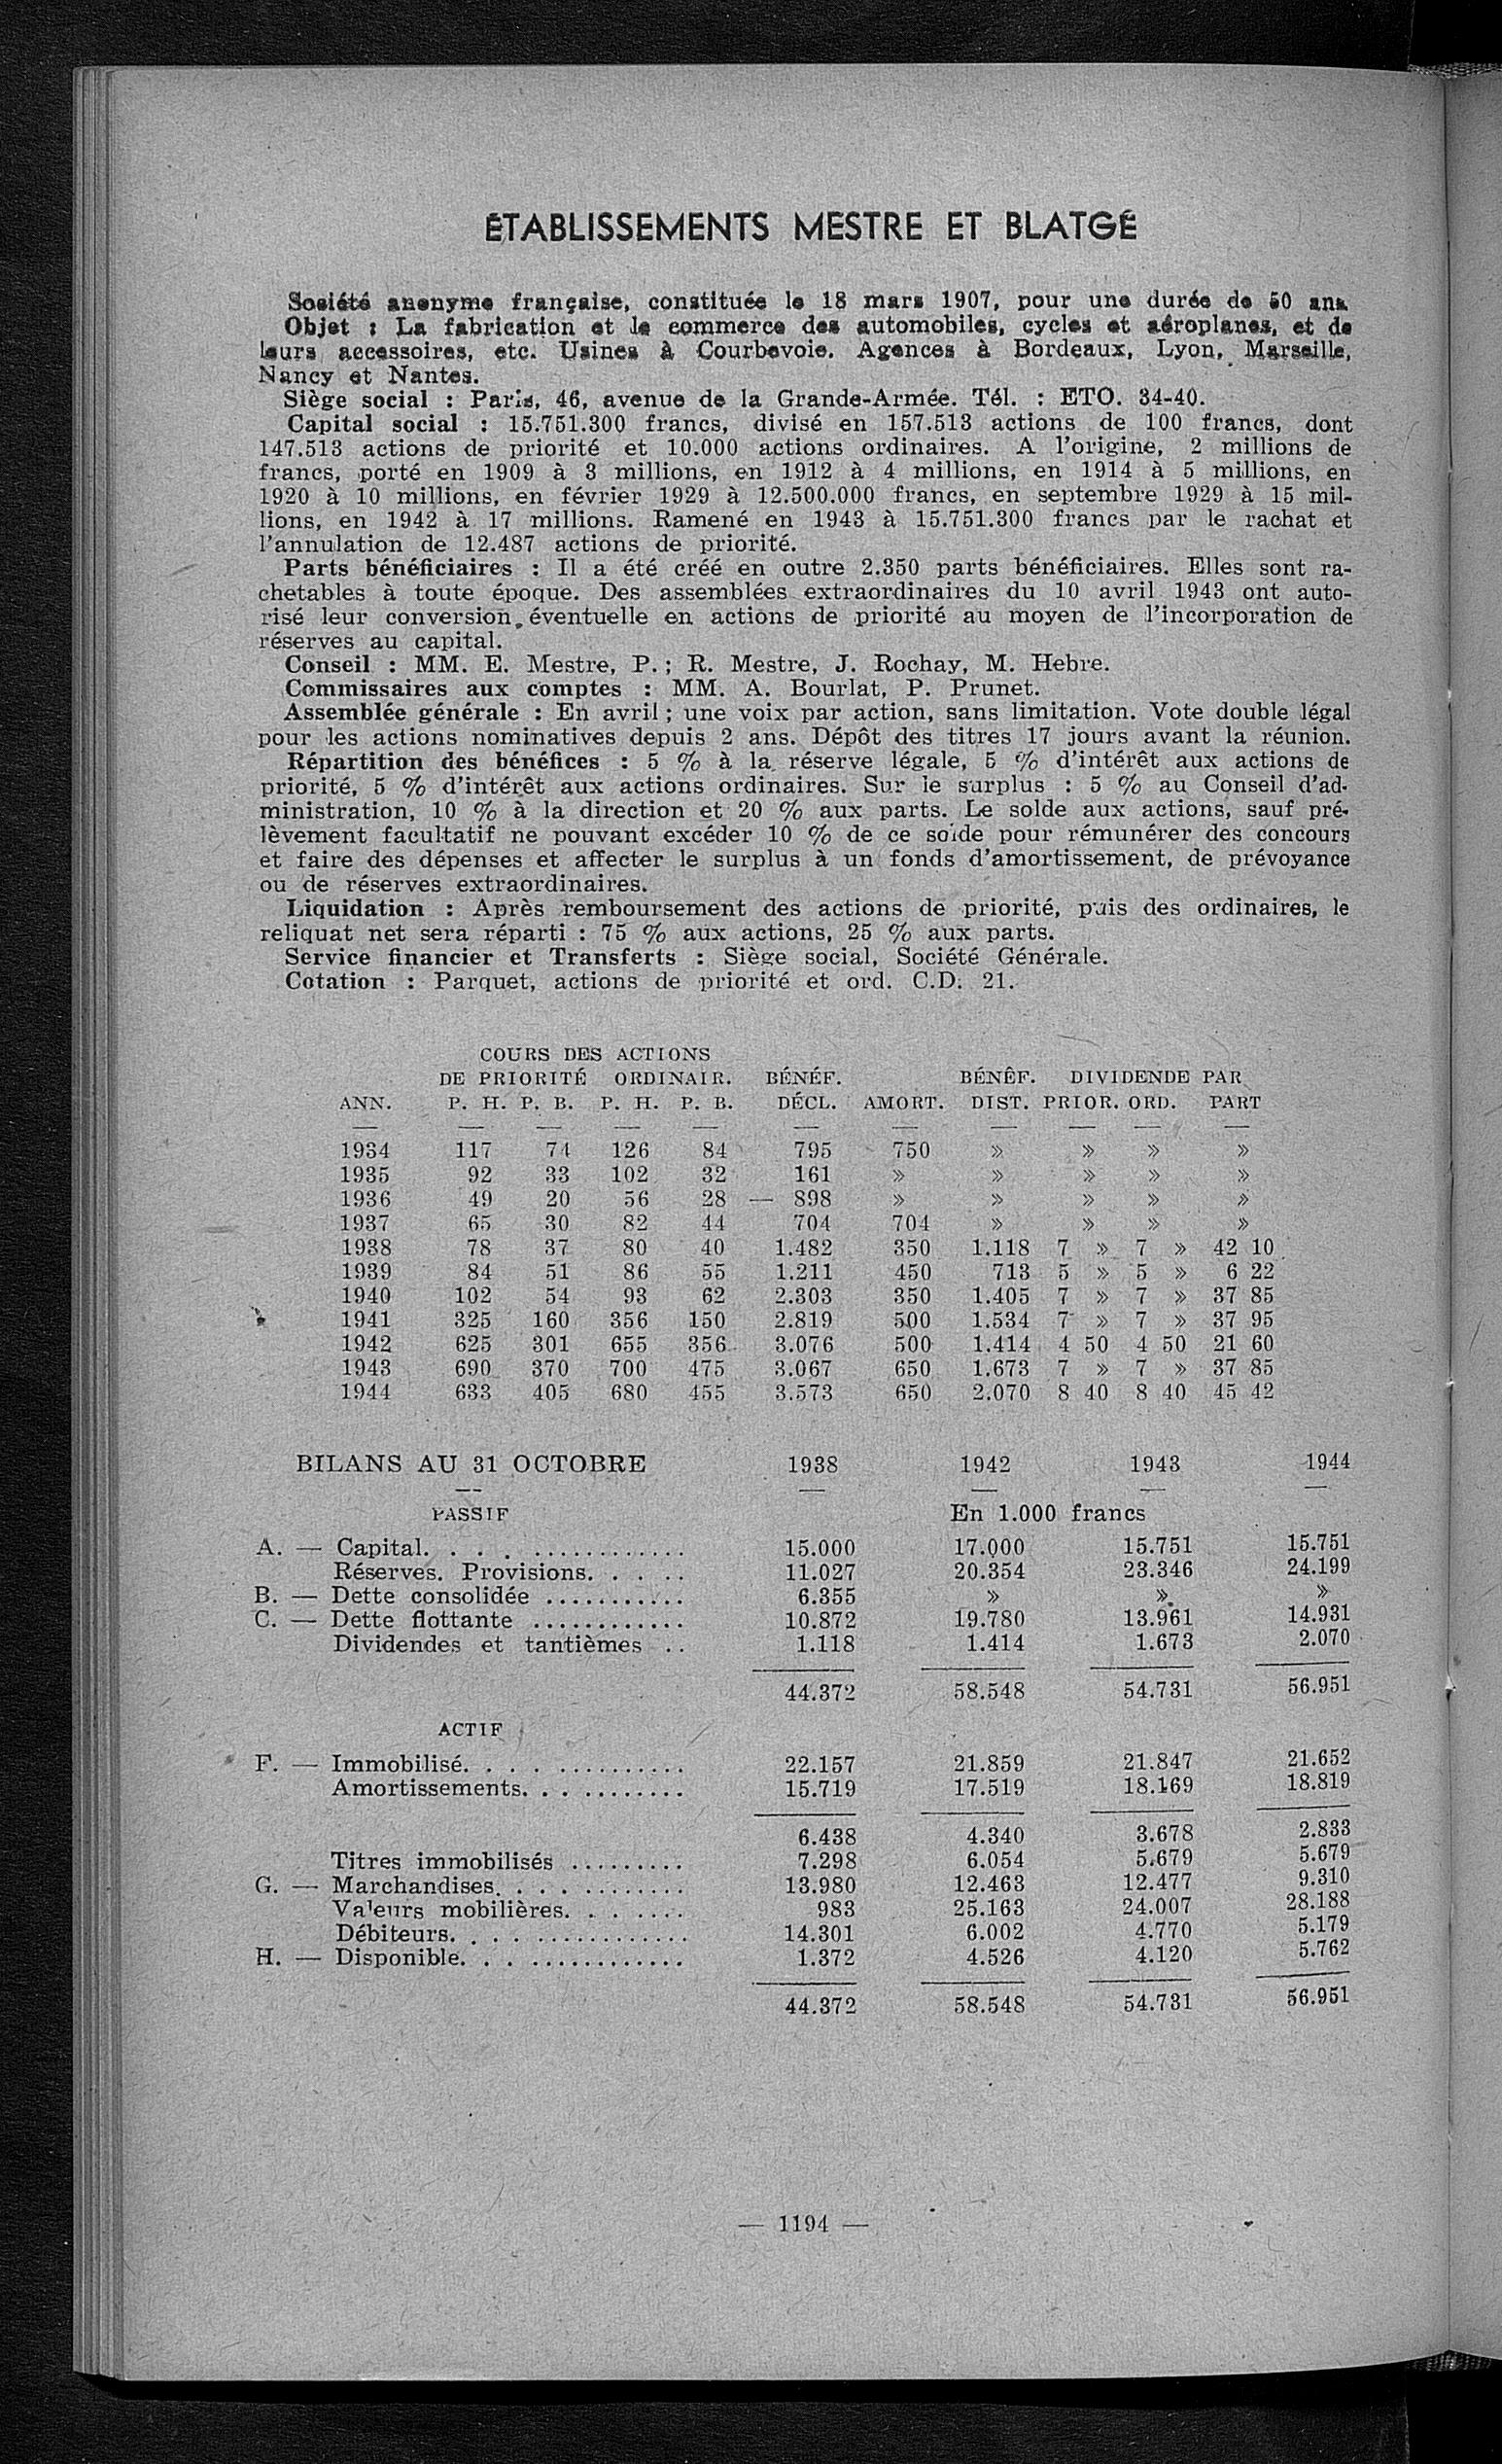 ÉTABLISSEMENTS MESTRE ET BLATGÉ
Société anonyme française, constituée le 18 mars 1907, pour une durée de 50 ans.
Objet : La fabrication et le commerce des automobiles, cycles et aéroplanes, et de
leurs accessoires, etc. Usines à Courbevoie. Agences à Bordeaux, Lyon, Marseille,
Nancy et Nantes.
Siège social : Paris, 46, avenue de la Grande-Armée. Tél. : ETO. 34-40.
Capital social : 15.751.300 francs, divisé en 157.513 actions de 100 francs, dont
147.513 actions de priorité et 10.000 actions ordinaires. A l'origine, 2 millions de
francs, porté en 1909 à 3 millions, en 1912 à 4 millions, en 1914 à 5 millions, en
1920 à 10 millions, en février 1929 à 12.500.000 francs, en septembre 1929 à 15 mil-
lions, en 1942 à 17 millions. Ramené en 1943 à 15.751.300 francs par le rachat et
l'annulation de 12.487 actions de priorité.
Parts bénéficiaires : Il a été créé en outre 2.350 parts bénéficiaires. Elles sont ra-
chetables à toute époque. Des assemblées extraordinaires du 10 avril 1943 ont auto-
risé leur conversion éventuelle en actions de priorité au moyen de l'incorporation de
réserves au capital.
Conseil : MM. E. Mestre, P. ; R. Mestre, J. Rochay, M. Hebre.
Commissaires aux comptes : MM. A. Bourlat, P. Prunet.
Assemblée générale : En avril ; une voix par action, sans limitation. Vote double légal
pour les actions nominatives depuis 2 ans. Dépôt des titres 17 jours avant la réunion.
Répartition des bénéfices : 5 % à la réserve légale, 5 % d'intérêt aux actions de
priorité, 5 % d'intérêt aux actions ordinaires. Sur le surplus : 5 % au Conseil d'ad-
ministration, 10 % à la direction et 20 % aux parts. Le solde aux actions, sauf pré-
lèvement facultatif ne pouvant excéder 10 % de ce solde pour rémunérer des concours
et faire des dépenses et affecter le surplus à un fonds d'amortissement, de prévoyance
ou de réserves extraordinaires.
Liquidation : Après remboursement des actions de priorité, puis des ordinaires, le
reliquat net sera réparti : 75 % aux actions, 25 % aux parts.
Service financier et Transferts : Siège social, Société Générale.
Cotation : Parquet, actions de priorité et ord. C.D. 21.
COURS DES ACTIONS
DE PRIORITÉ ORDINAIR. BÉNÉF. BÉNÉF. DIVIDENDE PAR
ANN. P. H. P. B. P. H. P. B. DÉCL. AMORT. DIST. PRIOR. ORD. PART
1934 117 74 126 84 795 750 » » » »
1935 92 33 102 32 161 » » » » »
1936 49 20 56 28 — 898 » » » » »
1937 65 30 82 44 704 704 » » » »
1938 78 37 80 40 1.482 350 1.118 7 » 7 » 42 10
1939 84 51 86 55 1.211 450 713 5 » 5 » 6 22
1940 102 54 93 62 2.303 350 1.405 7 » 7 » 37 85
1941 325 160 356 150 2.819 500 1.534 7 » 7 » 37 95
1942 625 301 655 356 3.076 500 1.414 4 50 4 50 21 60
1943 690 370 700 475 3.067 650 1.673 7 » 7 » 37 85
1944 633 405 680 455 3.573 650 2.070 8 40 8 40 45 42
BILANS AU 31 OCTOBRE 1938 1942 1943 1944
PASSIF En 1.000 francs
A. — Capital. . . . .............. 15.000 17.000 15.751 15.751
Réserves. Provisions. . . . .. 11.027 20.354 23.346 24.199
B. — Dette consolidée ........... 6.355 » » »
C. — Dette flottante ............ 10.872 19.780 13.961 14.931
Dividendes et tantièmes .. 1.118 1.414 1.673 2.070
44.372 58.548 54.731 56.951
ACTIF
F. — Immobilisé. . . . ............ 22.157 21.859 21.847 21.652
Amortissements. . . ......... 15.719 17.519 18.169 18.819
6.438 4.340 3.678 2.833
Titres immobilisés ......... 7.298 6.054 5.679 5.679
G. — Marchandises. . . . ......... 13.980 12.463 12.477 9.310
Valeurs mobilières. . . .... 983 25.163 24.007 28.188
Débiteurs. . . . .............. 14.301 6.002 4.770 5.179
H. — Disponible. . . ............. 1.372 4.526 4.120 5.762
44.372 58.548 54.731 56.951
— 1194 —